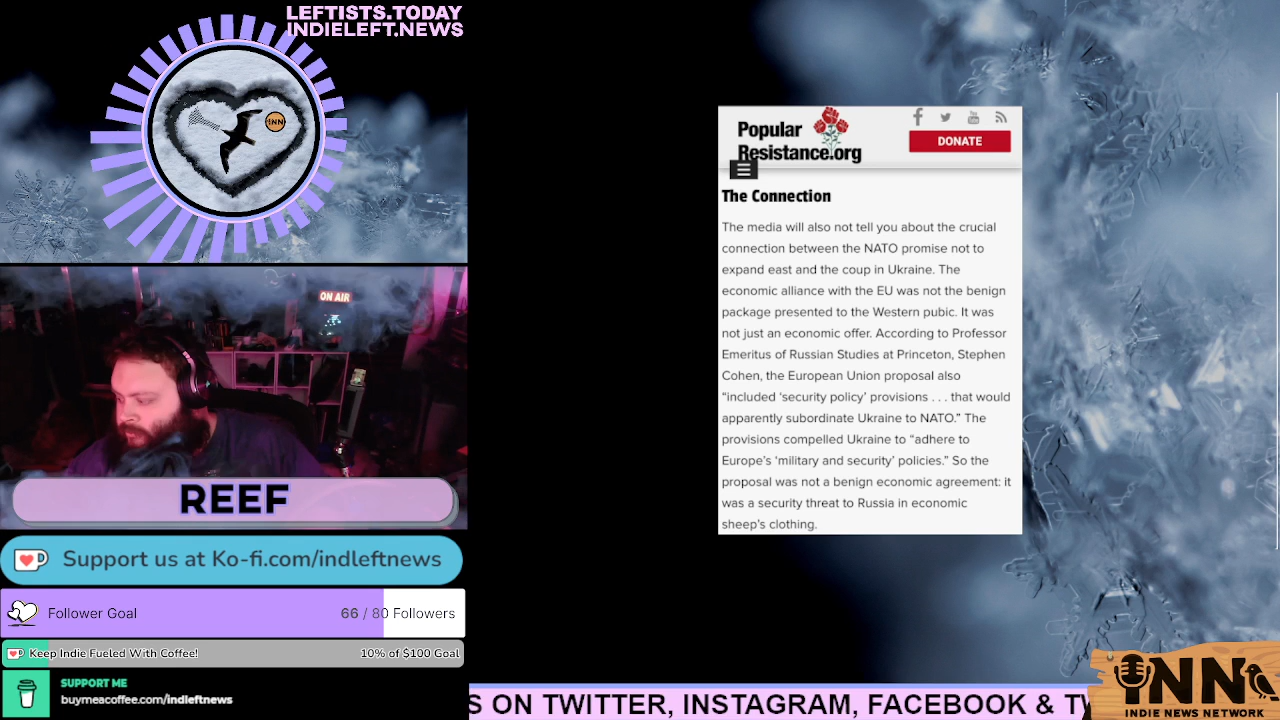 LEFTISTS.TODAY
INDIELEFT.NEWS
INN
ON AIR
REEF
Support us at Ko-fi.com/indleftnews
Follower Goal
66 / 80 Followers
Keep Indie Fueled With Coffee!
10% of $100 Goal
SUPPORT ME
buymeacoffee.com/indleftnews
Popular
Resistance.org
You
Tube
DONATE
The Connection
The media will also not tell you about the crucial
connection between the NATO promise not to
expand east and the coup in Ukraine. The
economic alliance with the EU was not the benign
package presented to the Western pubic. It was
not just an economic offer. According to Professor
Emeritus of Russian Studies at Princeton, Stephen
Cohen, the European Union proposal also
“included ‘security policy’ provisions . . . that would
apparently subordinate Ukraine to NATO.” The
provisions compelled Ukraine to “adhere to
Europe’s ‘military and security’ policies.” So the
proposal was not a benign economic agreement: it
was a security threat to Russia in economic
sheep’s clothing.
S ON TWITTER, INSTAGRAM, FACEBOOK & TW
INN
INDIE NEWS NETWORK